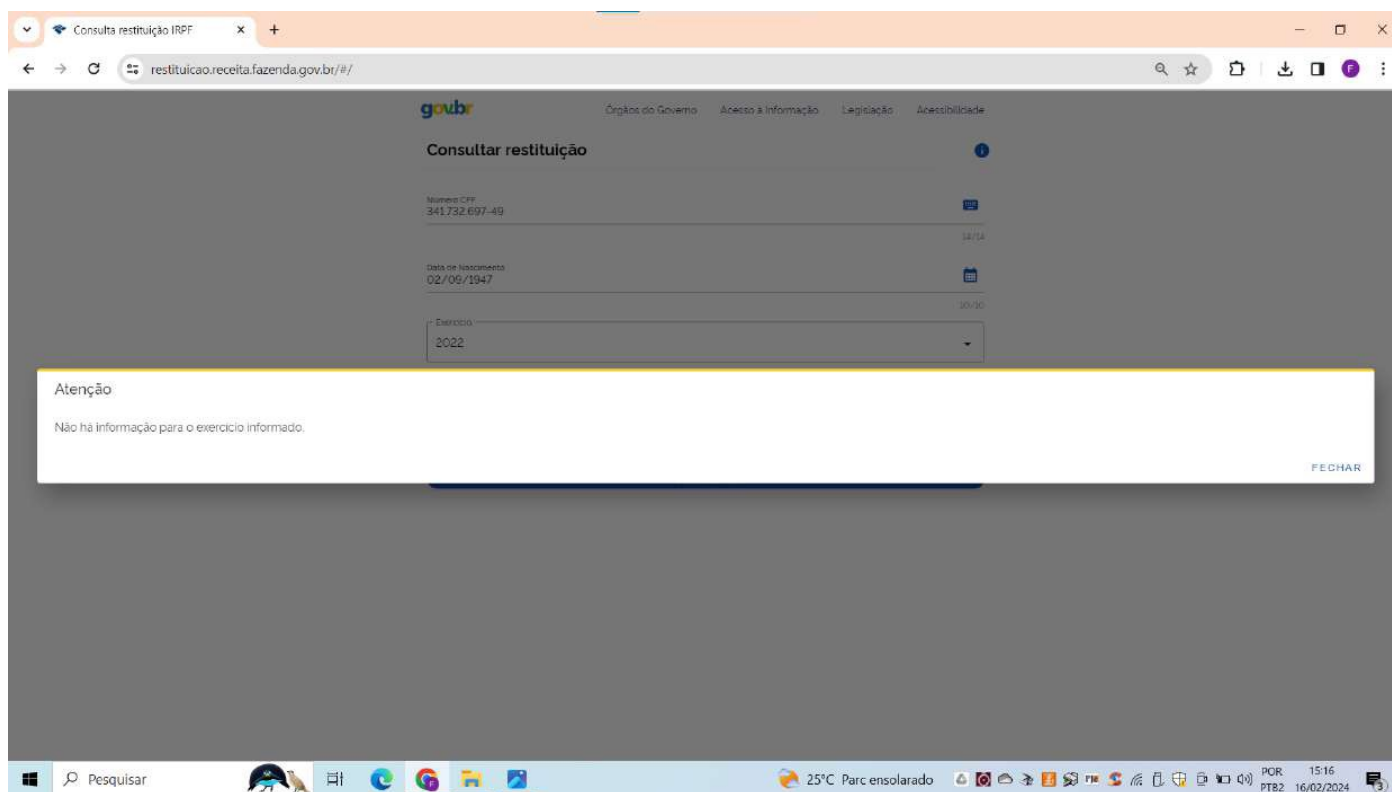 Consulta restituição IRPF
restituicao.receita.fazenda.gov.br/#/
F
gov.br
Órgãos do Governo Acesso à Informação Legislação Acessibilidade
Consultar restituição
Número CPF
341.732.697-49
14/14
Data de Nascimento
02/09/1947
10/10
Exercício
2022
Atenção
Não há informação para o exercício informado.
FECHAR
Pesquisar
25°C Parc ensolarado
POR
PTB2
15:16
16/02/2024
3